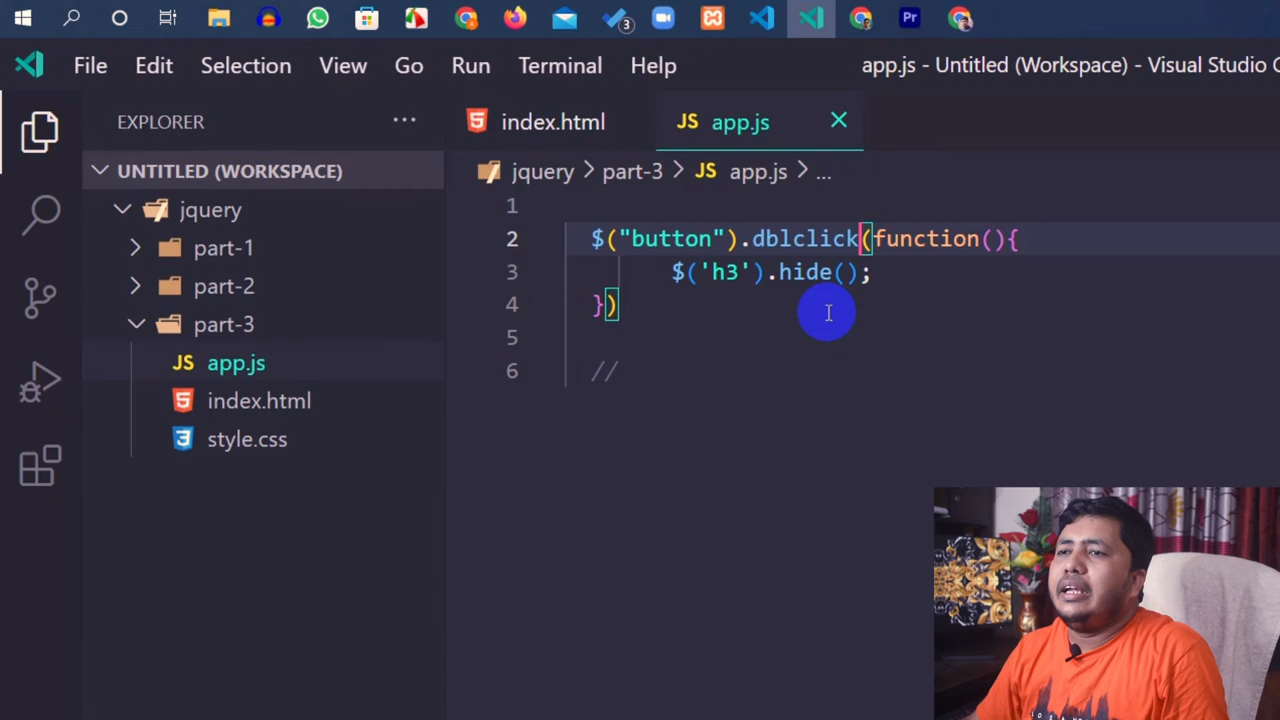 3
Pr
File Edit Selection View Go Run Terminal Help app.js - Untitled (Workspace) - Visual Studio
EXPLORER ...
index.html
JS app.js
UNTITLED (WORKSPACE)
jquery > part-3 > JS app.js > ...
jquery
part-1
part-2
part-3
JS app.js
index.html
style.css
1
2 $("button").dblclick(function(){
3 $('h3').hide();
4 })
5
6 //